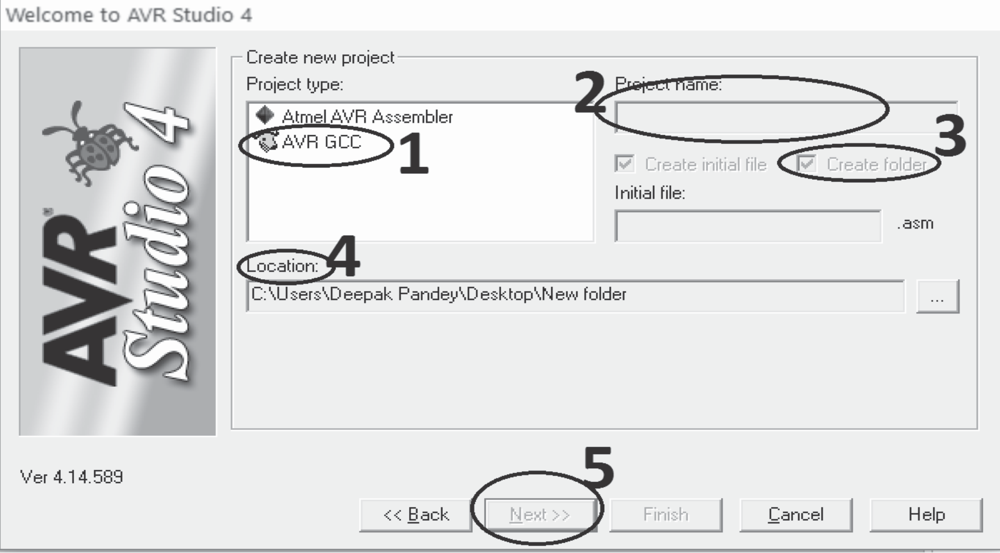 Welcome to AVR Studio 4
AVR® Studio 4
Create new project
Project type:
Atmel AVR Assembler
AVR GCC
1
2
Project name:
3
Create initial file
Create folder
Initial file:
.asm
4
Location:
C:\Users\Deepak Pandey\Desktop\New folder
...
Ver 4.14.589
5
<< Back
Next >>
Finish
Cancel
Help